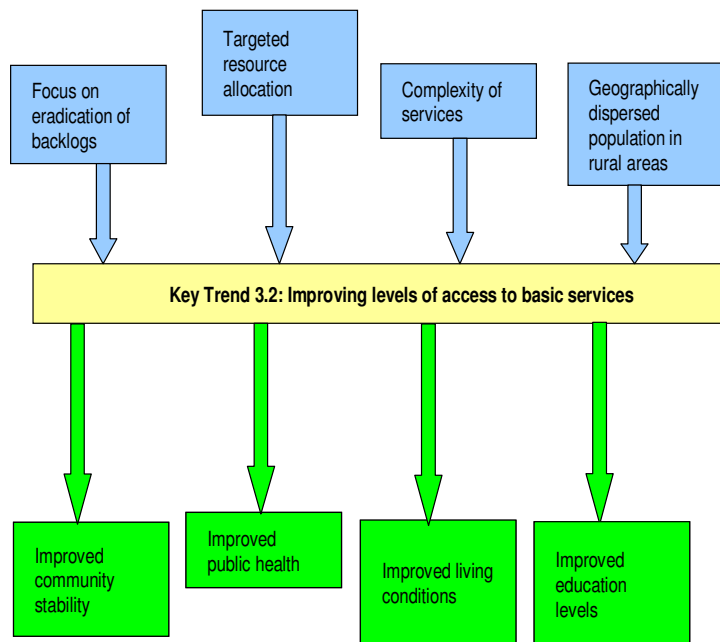 Focus on
eradication of
backlogs
Targeted
resource
allocation
Complexity of
services
Geographically
dispersed
population in
rural areas
Key Trend 3.2: Improving levels of access to basic services
Improved
community
stability
Improved
public health
Improved living
conditions
Improved
education
levels